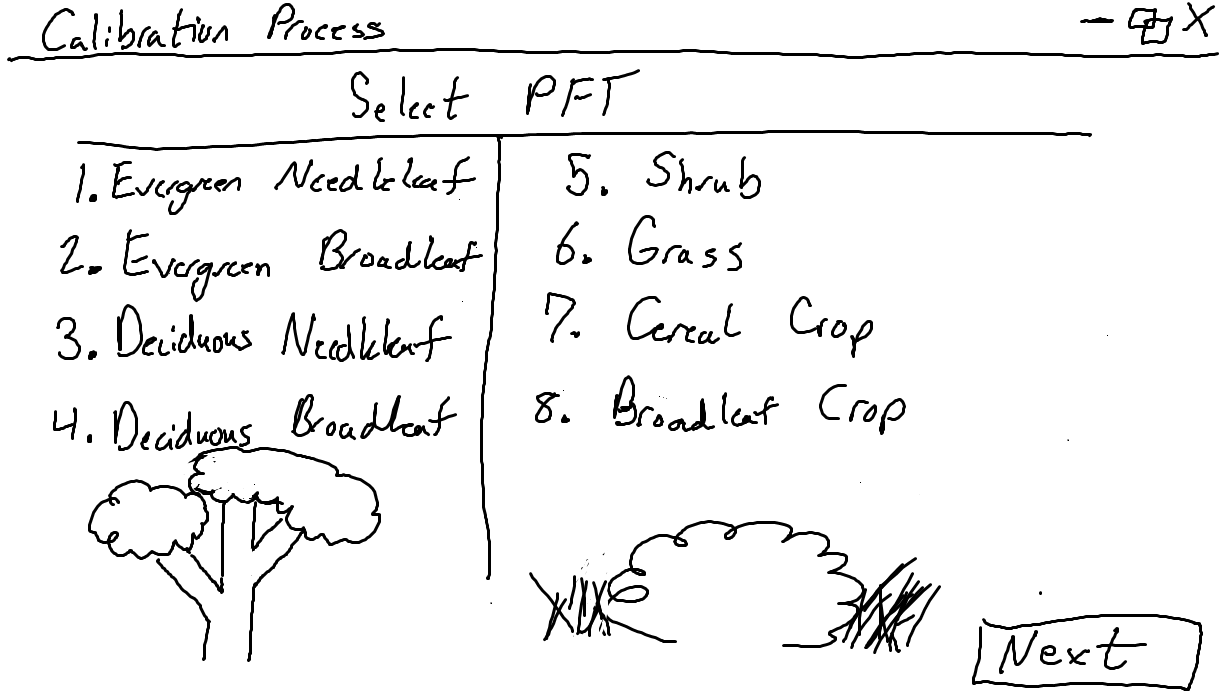 Calibration Process
Select PFT
1. Evergreen Needleleaf
2. Evergreen Broadleaf
3. Deciduous Needleleaf
4. Deciduous Broadleaf
5. Shrub
6. Grass
7. Cereal Crop
8. Broadleaf Crop
Next